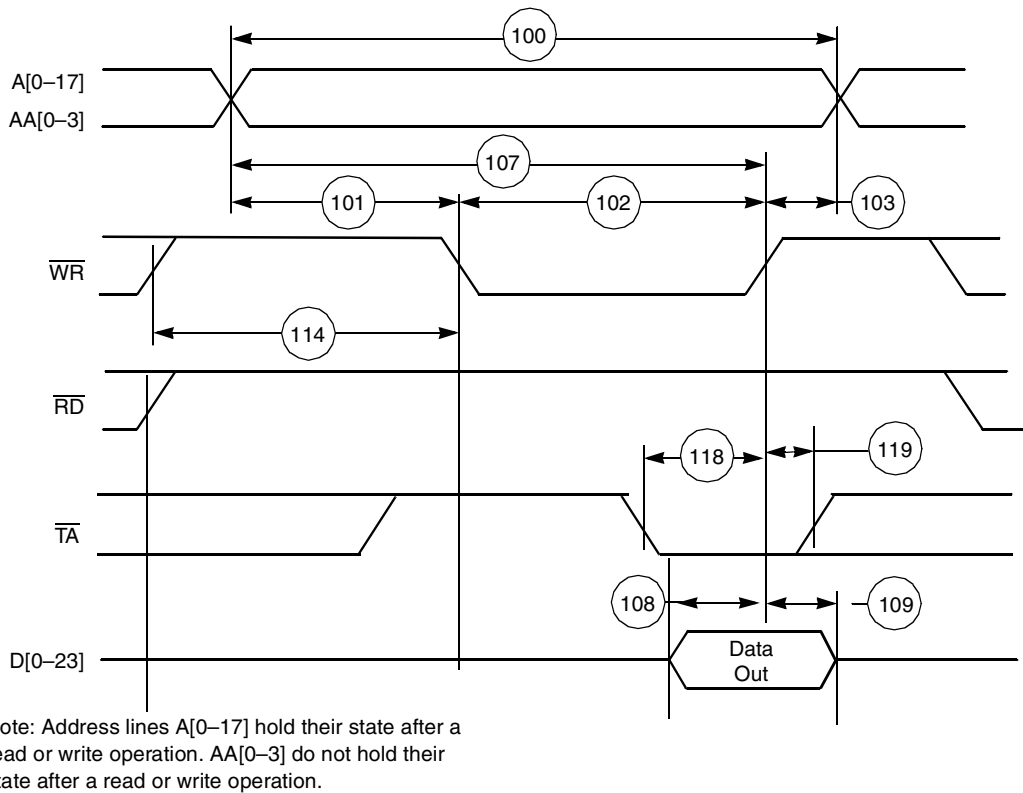 100
A[0–17]
AA[0–3]
107
101
102
103
WR
114
RD
118
119
TA
108
109
D[0–23]
Data
Out
ote: Address lines A[0–17] hold their state after a
ead or write operation. AA[0–3] do not hold their
tate after a read or write operation.